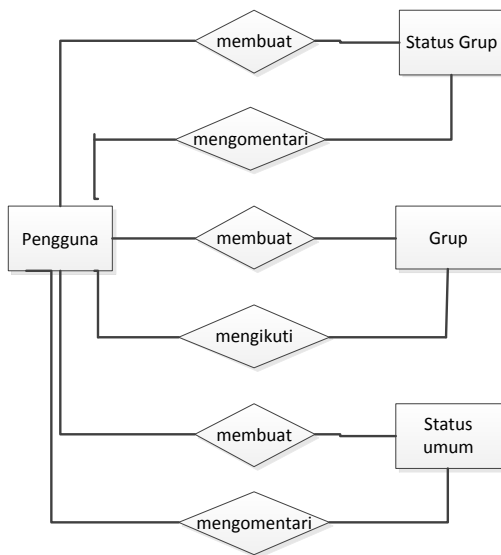 membuat
Status Grup
mengomentari
Pengguna
membuat
Grup
mengikuti
membuat
Status
umum
mengomentari